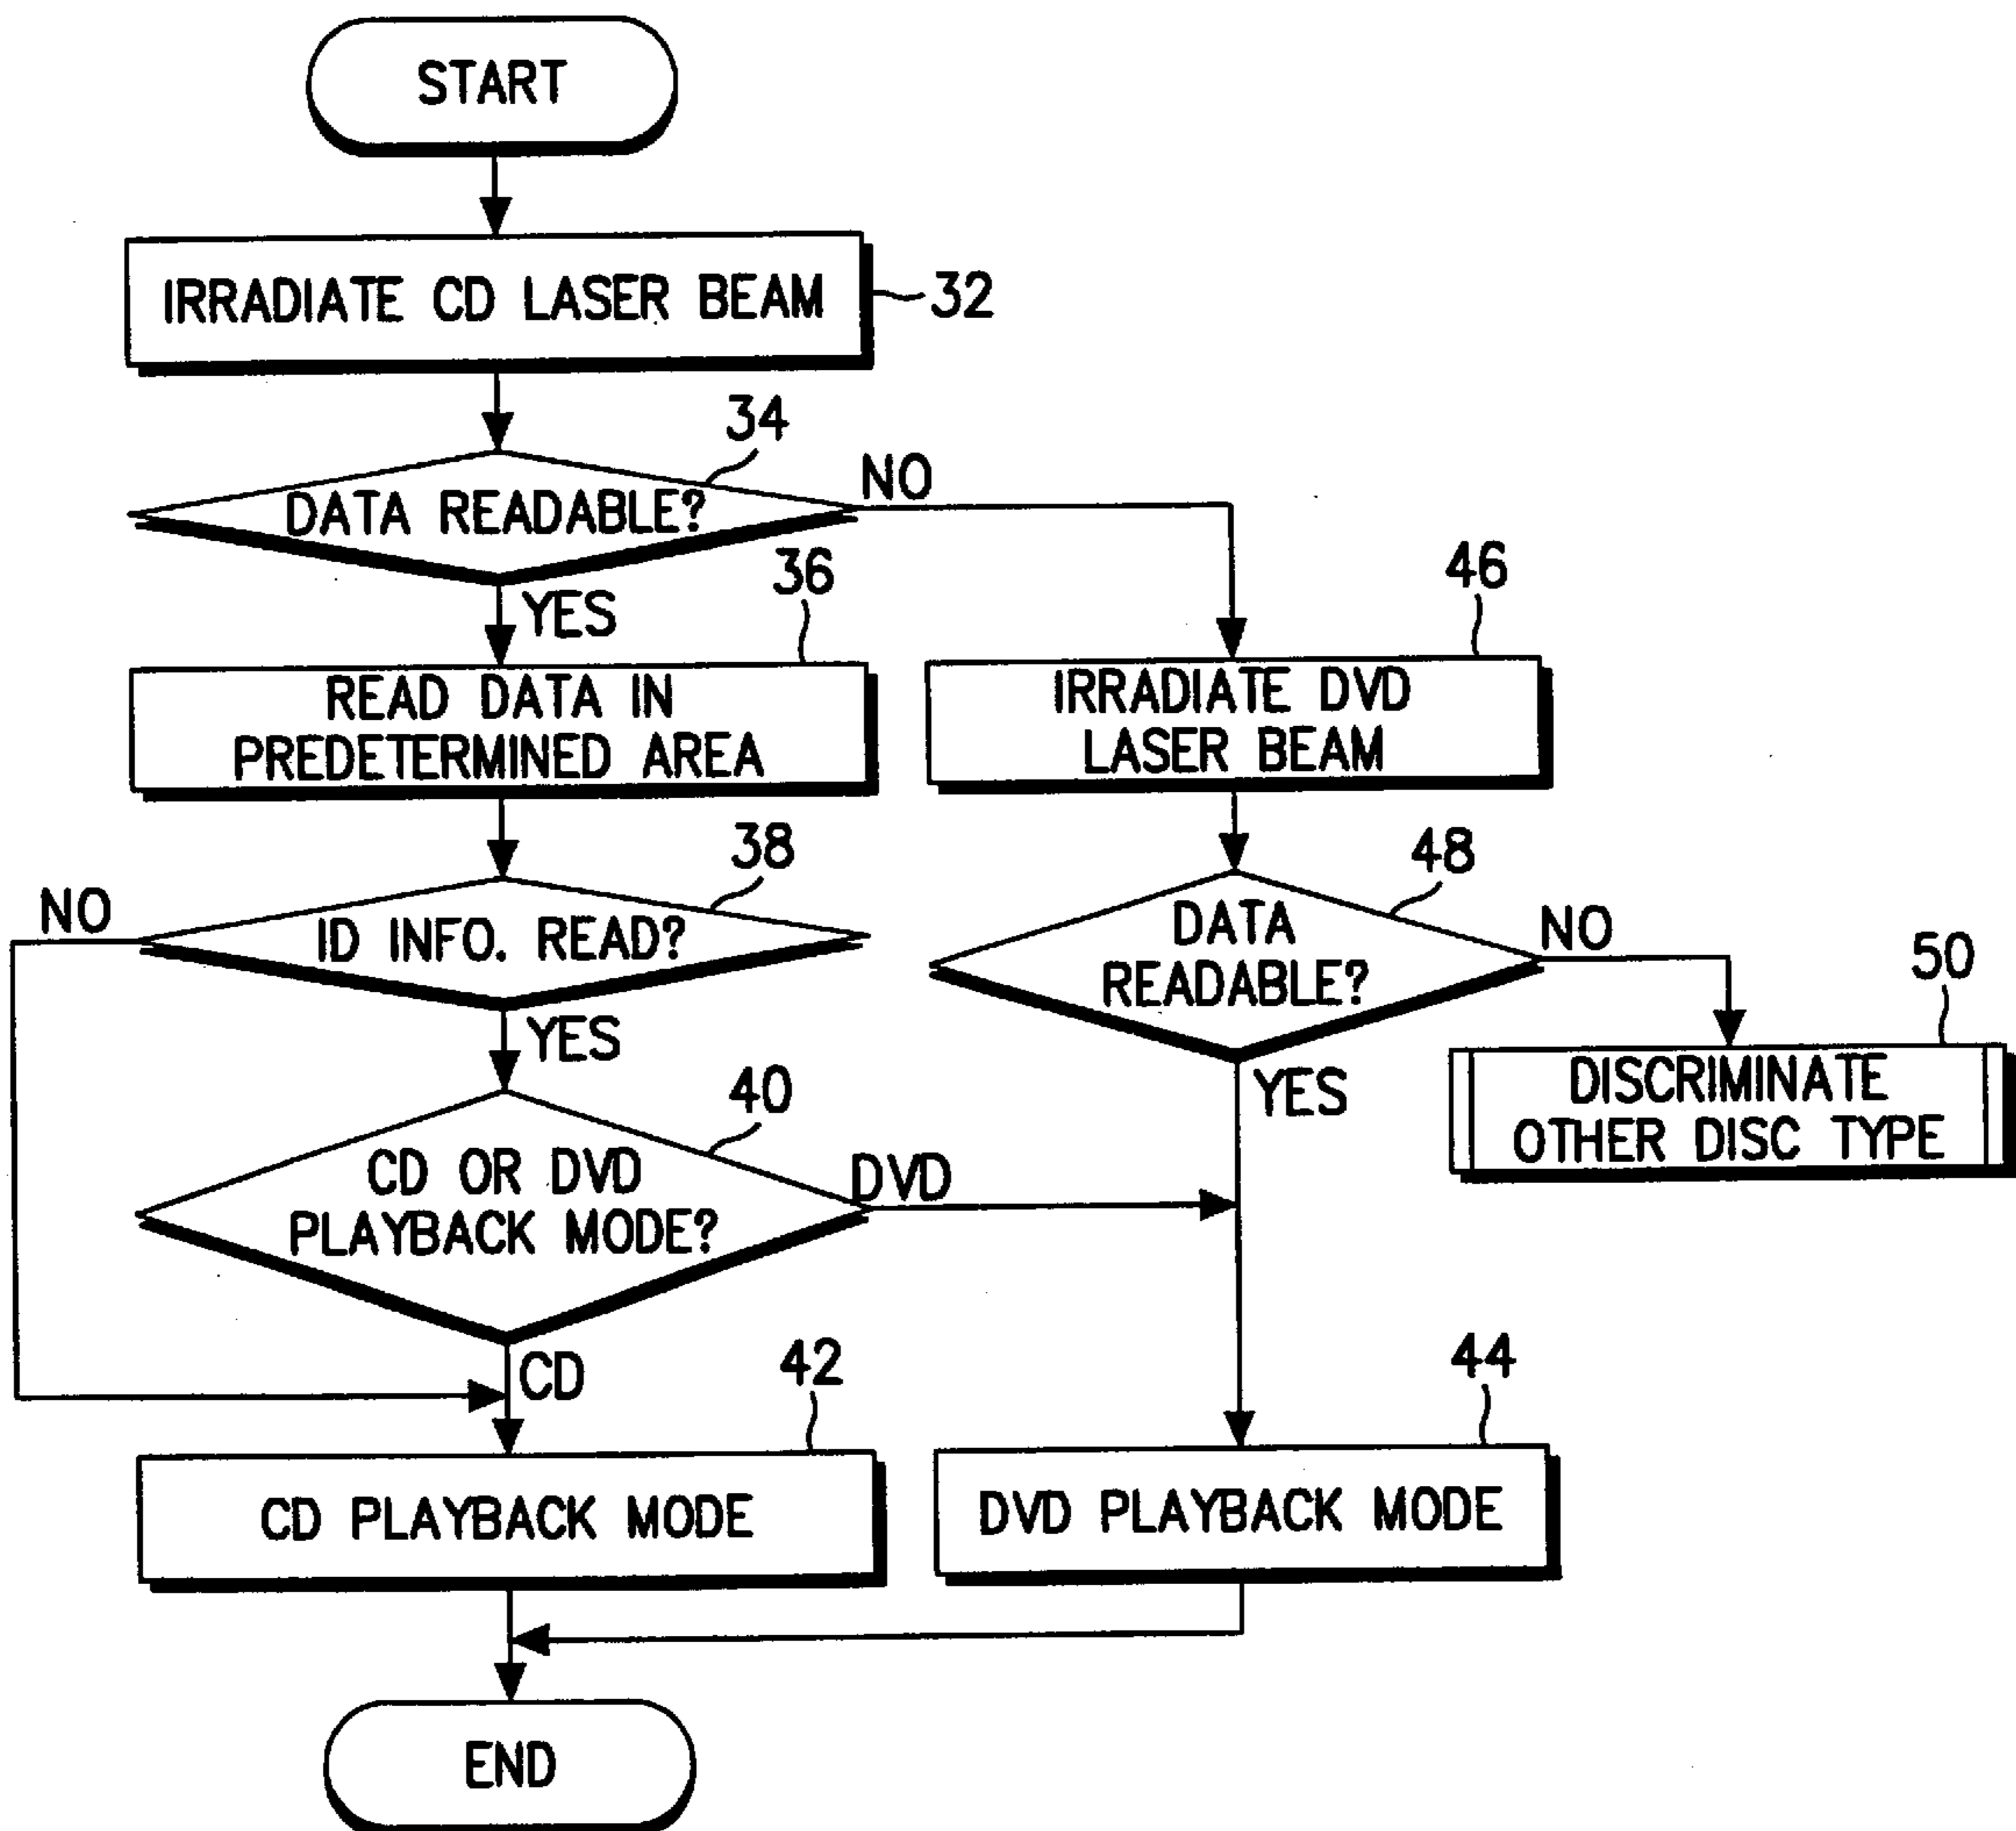 START
IRRADIATE CD LASER BEAM
32
34
DATA READABLE?
NO
YES
36
READ DATA IN
PREDETERMINED AREA
46
IRRADIATE DVD
LASER BEAM
38
NO
ID INFO. READ?
YES
48
DATA
READABLE?
NO
YES
50
DISCRIMINATE
OTHER DISC TYPE
40
CD OR DVD
PLAYBACK MODE?
DVD
CD
42
CD PLAYBACK MODE
44
DVD PLAYBACK MODE
END